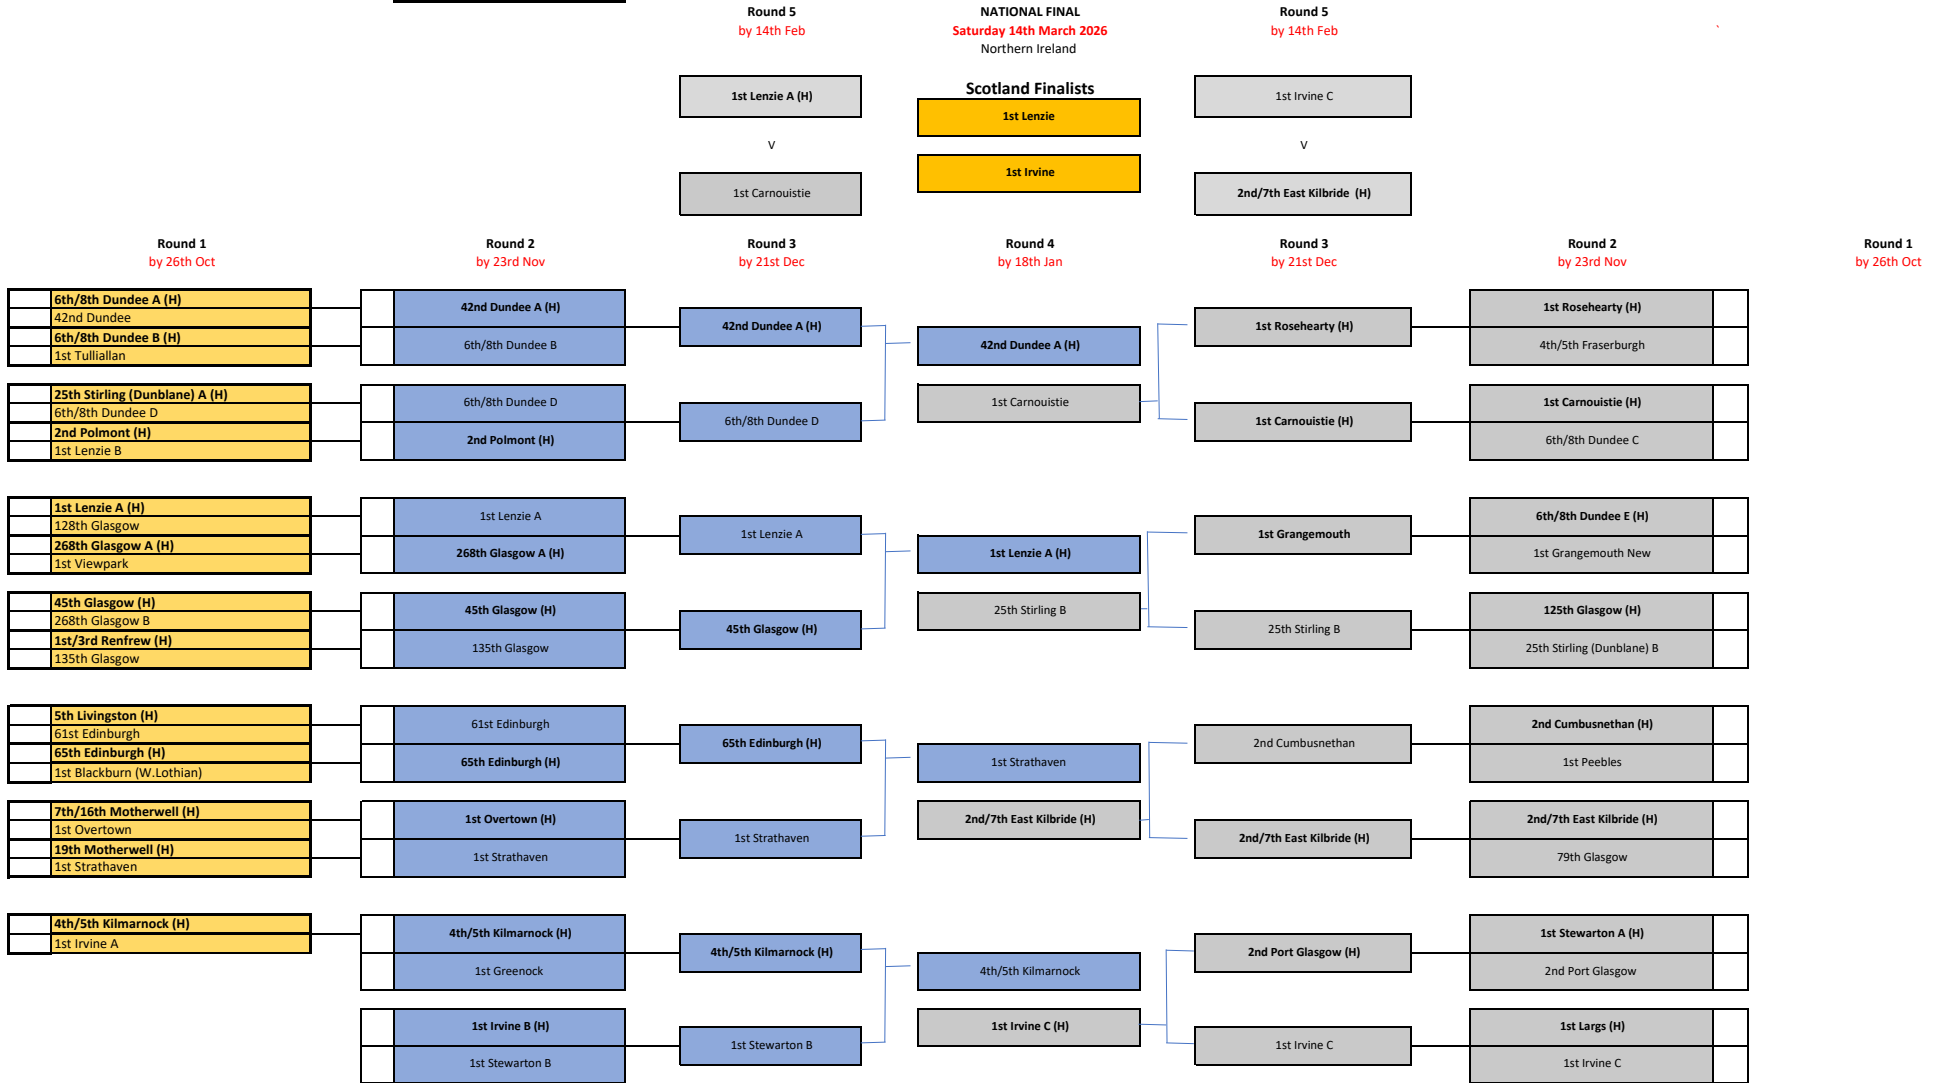 Round 5
NATIONAL FINAL
Round 5
by 14th Feb
Saturday 14th March 2026
by 14th Feb
Northern Ireland
Scotland Finalists
1st Lenzie A (H)
1st Lenzie
1st Irvine C
V
V
1st Irvine
1st Carnouistie
2nd/7th East Kilbride (H)
Round 1
Round 2
Round 3
Round 4
Round 3
Round 2
Round 1
by 26th Oct
by 23rd Nov
by 21st Dec
by 18th Jan
by 21st Dec
by 23rd Nov
by 26th Oct
6th/8th Dundee A (H)
42nd Dundee
6th/8th Dundee B (H)
1st Tulliallan
42nd Dundee A (H)
6th/8th Dundee B
42nd Dundee A (H)
42nd Dundee A (H)
1st Rosehearty (H)
1st Rosehearty (H)
4th/5th Fraserburgh
25th Stirling (Dunblane) A (H)
6th/8th Dundee D
2nd Polmont (H)
1st Lenzie B
6th/8th Dundee D
2nd Polmont (H)
6th/8th Dundee D
1st Carnouistie
1st Carnouistie (H)
1st Carnouistie (H)
6th/8th Dundee C
1st Lenzie A (H)
128th Glasgow
268th Glasgow A (H)
1st Viewpark
1st Lenzie A
268th Glasgow A (H)
1st Lenzie A
1st Lenzie A (H)
1st Grangemouth
6th/8th Dundee E (H)
1st Grangemouth New
45th Glasgow (H)
268th Glasgow B
1st/3rd Renfrew (H)
135th Glasgow
45th Glasgow (H)
135th Glasgow
45th Glasgow (H)
25th Stirling B
25th Stirling B
125th Glasgow (H)
25th Stirling (Dunblane) B
5th Livingston (H)
61st Edinburgh
65th Edinburgh (H)
1st Blackburn (W.Lothian)
61st Edinburgh
65th Edinburgh (H)
65th Edinburgh (H)
1st Strathaven
2nd Cumbusnethan
2nd Cumbusnethan (H)
1st Peebles
7th/16th Motherwell (H)
1st Overtown
19th Motherwell (H)
1st Strathaven
1st Overtown (H)
1st Strathaven
1st Strathaven
2nd/7th East Kilbride (H)
2nd/7th East Kilbride (H)
2nd/7th East Kilbride (H)
79th Glasgow
4th/5th Kilmarnock (H)
1st Irvine A
4th/5th Kilmarnock (H)
1st Greenock
4th/5th Kilmarnock (H)
4th/5th Kilmarnock
2nd Port Glasgow (H)
1st Stewarton A (H)
2nd Port Glasgow
1st Irvine B (H)
1st Stewarton B
1st Stewarton B
1st Irvine C (H)
1st Irvine C
1st Largs (H)
1st Irvine C